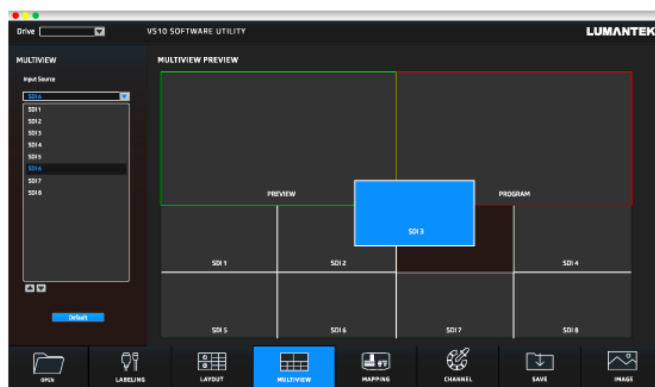 Drive
VS10 SOFTWARE UTILITY
LUMANTEK
MULTIVIEW
MULTIVIEW PREVIEW
Input Source
SDI 6
SDI 1
SDI 2
SDI 3
SDI 4
SDI 5
SDI 6
SDI 7
SDI 8
Default
PREVIEW
PROGRAM
SDI 3
SDI 1
SDI 2
SDI 4
SDI 5
SDI 6
SDI 7
SDI 8
OPEN
LABELING
LAYOUT
MULTIVIEW
MAPPING
CHANNEL
SAVE
IMAGE